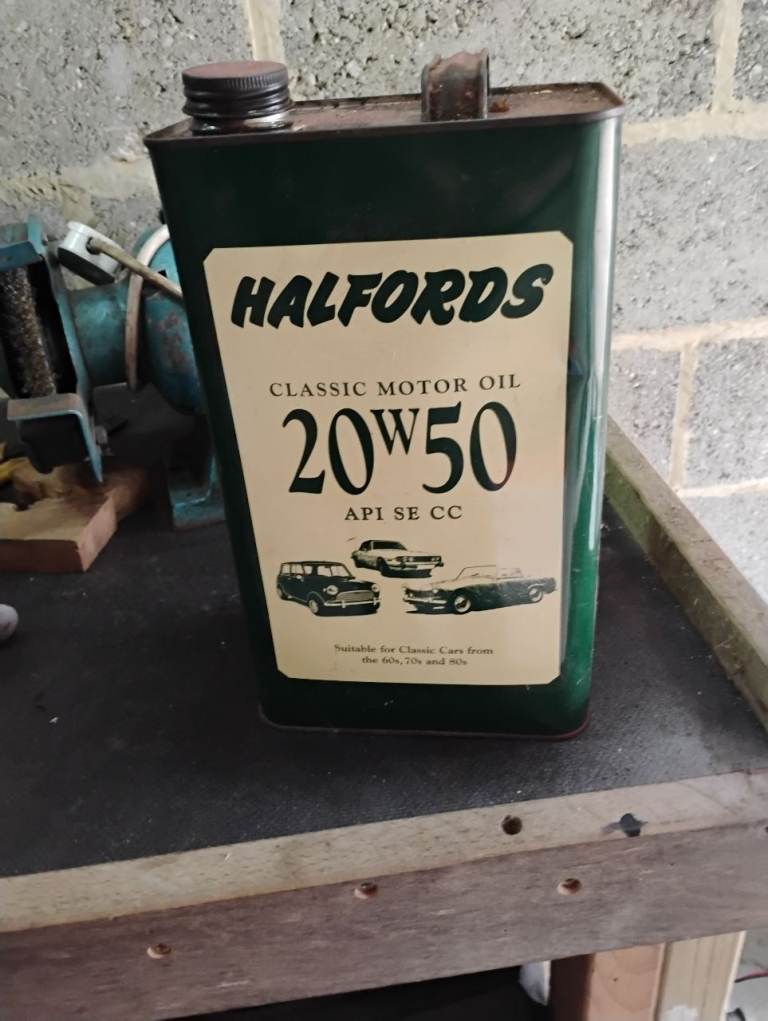 HALFORDS
CLASSIC MOTOR OIL
20W50
API SE CC
Suitable for Classic Cars from
the 60s, 70s and 80s